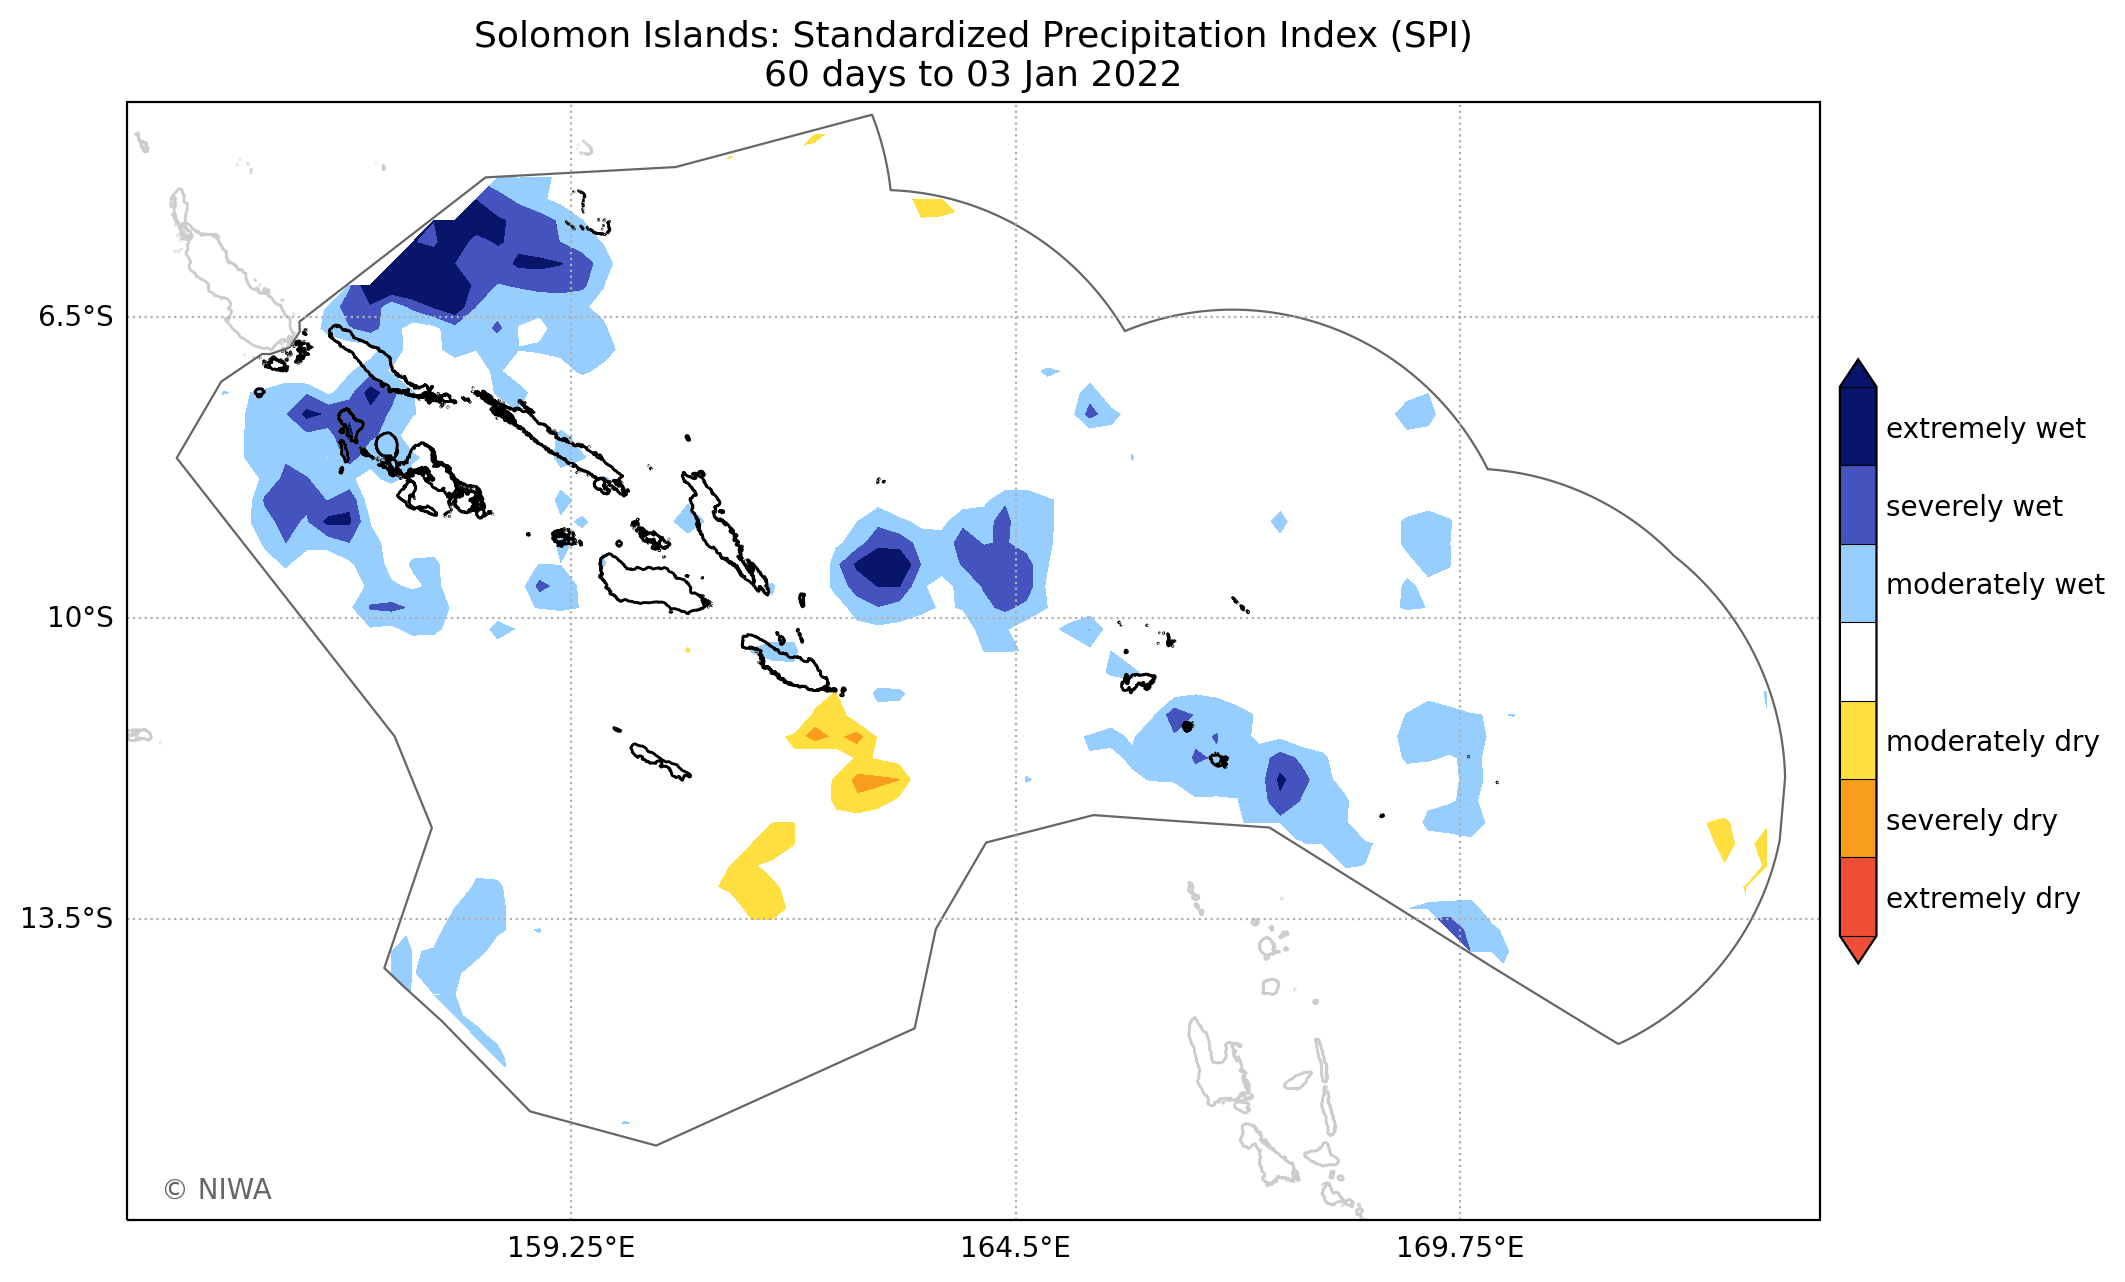 Solomon Islands: Standardized Precipitation Index (SPI)
60 days to 03 Jan 2022
6.5°S
10°S
13.5°S
159.25°E
164.5°E
169.75°E
extremely wet
severely wet
moderately wet
moderately dry
severely dry
extremely dry
© NIWA